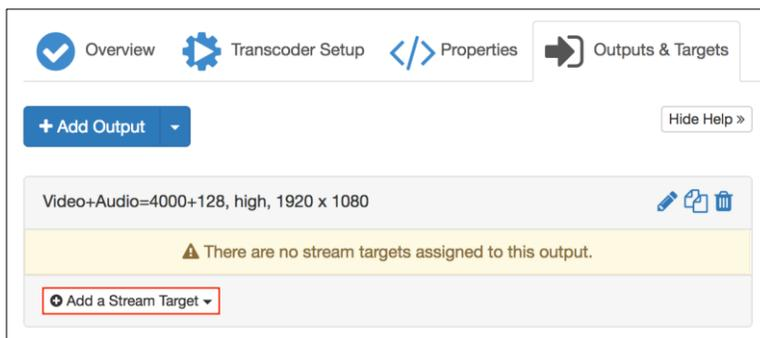 Overview
Transcoder Setup
Properties
Outputs & Targets
+ Add Output
Hide Help »
Video+Audio=4000+128, high, 1920 x 1080
There are no stream targets assigned to this output.
Add a Stream Target